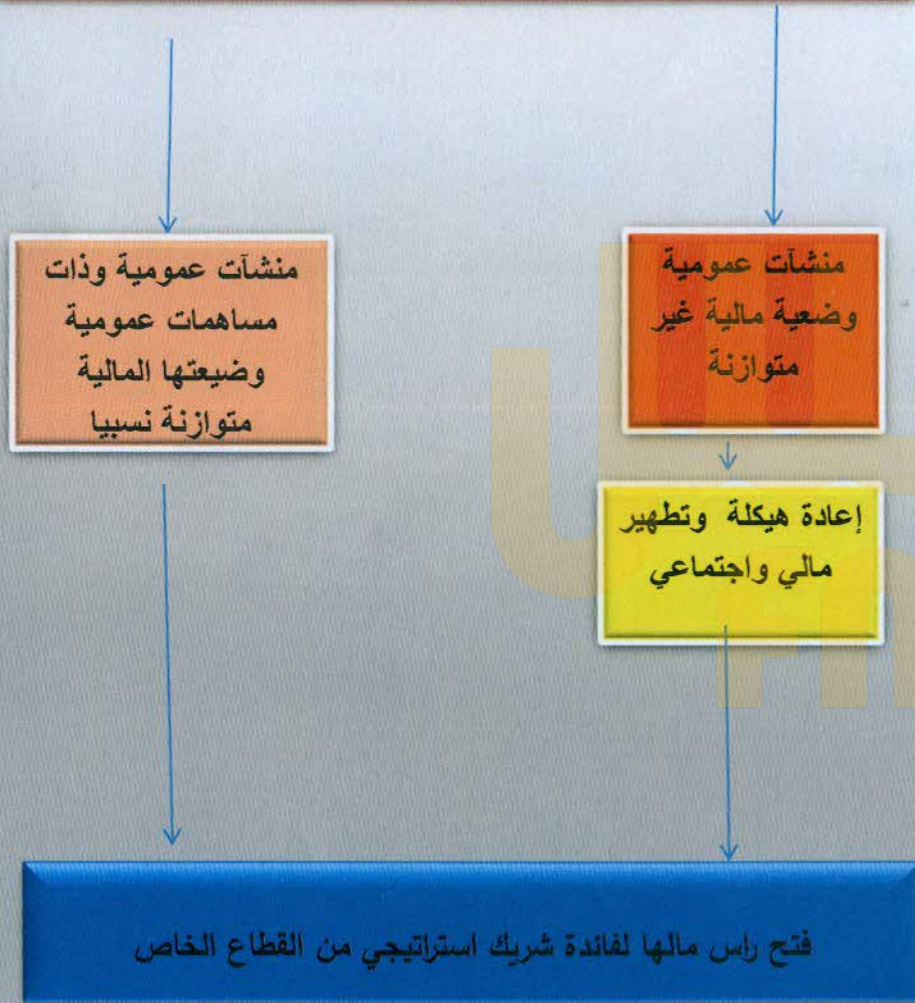 منشآت عمومية
وضعية مالية غير
متوازنة
منشآت عمومية وذات
مساهمات عمومية
وضيعتها المالية
متوازنة نسبيا
إعادة هيكلة وتطهير
مالي واجتماعي
فتح راس مالها لفائدة شريك استراتيجي من القطاع الخاص